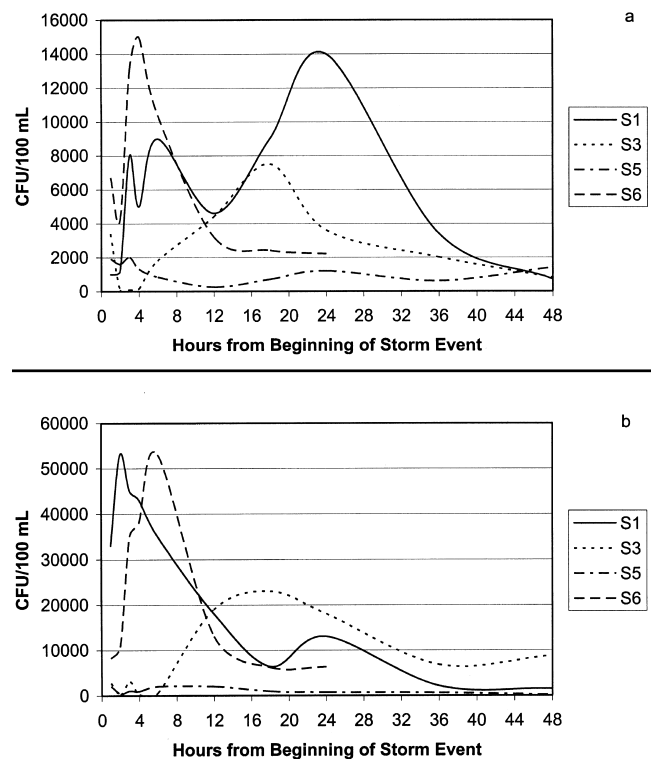 a
16000
14000
12000
10000
8000
6000
4000
2000
0
CFU/100 mL
0 4 8 12 16 20 24 28 32 36 40 44 48
Hours from Beginning of Storm Event
S1
S3
S5
S6
b
60000
50000
40000
30000
20000
10000
0
CFU/100 mL
0 4 8 12 16 20 24 28 32 36 40 44 48
Hours from Beginning of Storm Event
S1
S3
S5
S6